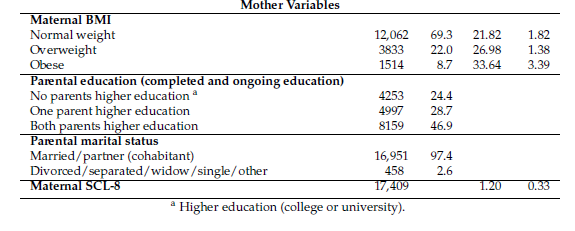 Mother Variables
Maternal BMI
Normal weight 12,062 69.3 21.82 1.82
Overweight 3833 22.0 26.98 1.38
Obese 1514 8.7 33.64 3.39
Parental education (completed and ongoing education)
No parents higher education a 4253 24.4
One parent higher education 4997 28.7
Both parents higher education 8159 46.9
Parental marital status
Married/partner (cohabitant) 16,951 97.4
Divorced/separated/widow/single/other 458 2.6
Maternal SCL-8 17,409 1.20 0.33
a Higher education (college or university).